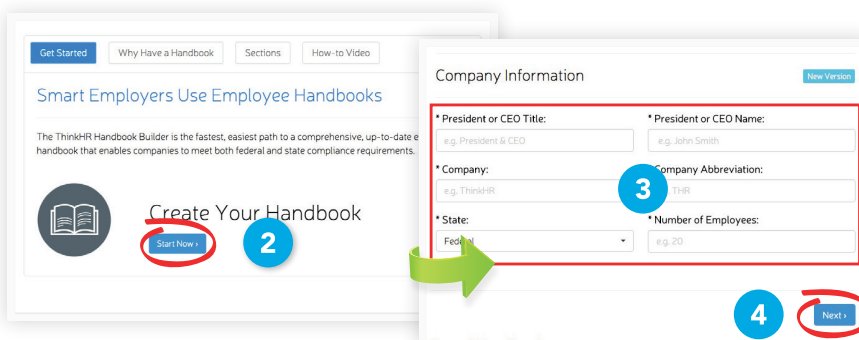 Get Started Why Have a Handbook Sections How-to Video
Smart Employers Use Employee Handbooks
The ThinkHR Handbook Builder is the fastest, easiest path to a comprehensive, up-to-date e
handbook that enables companies to meet both federal and state compliance requirements.
Create Your Handbook
Start Now ›
2
Company Information
New Version
* President or CEO Title: * President or CEO Name:
e.g. President & CEO e.g. John Smith
* Company: Company Abbreviation:
e.g. ThinkHR THR
3
* State: * Number of Employees:
Federal e.g. 20
4
Next ›